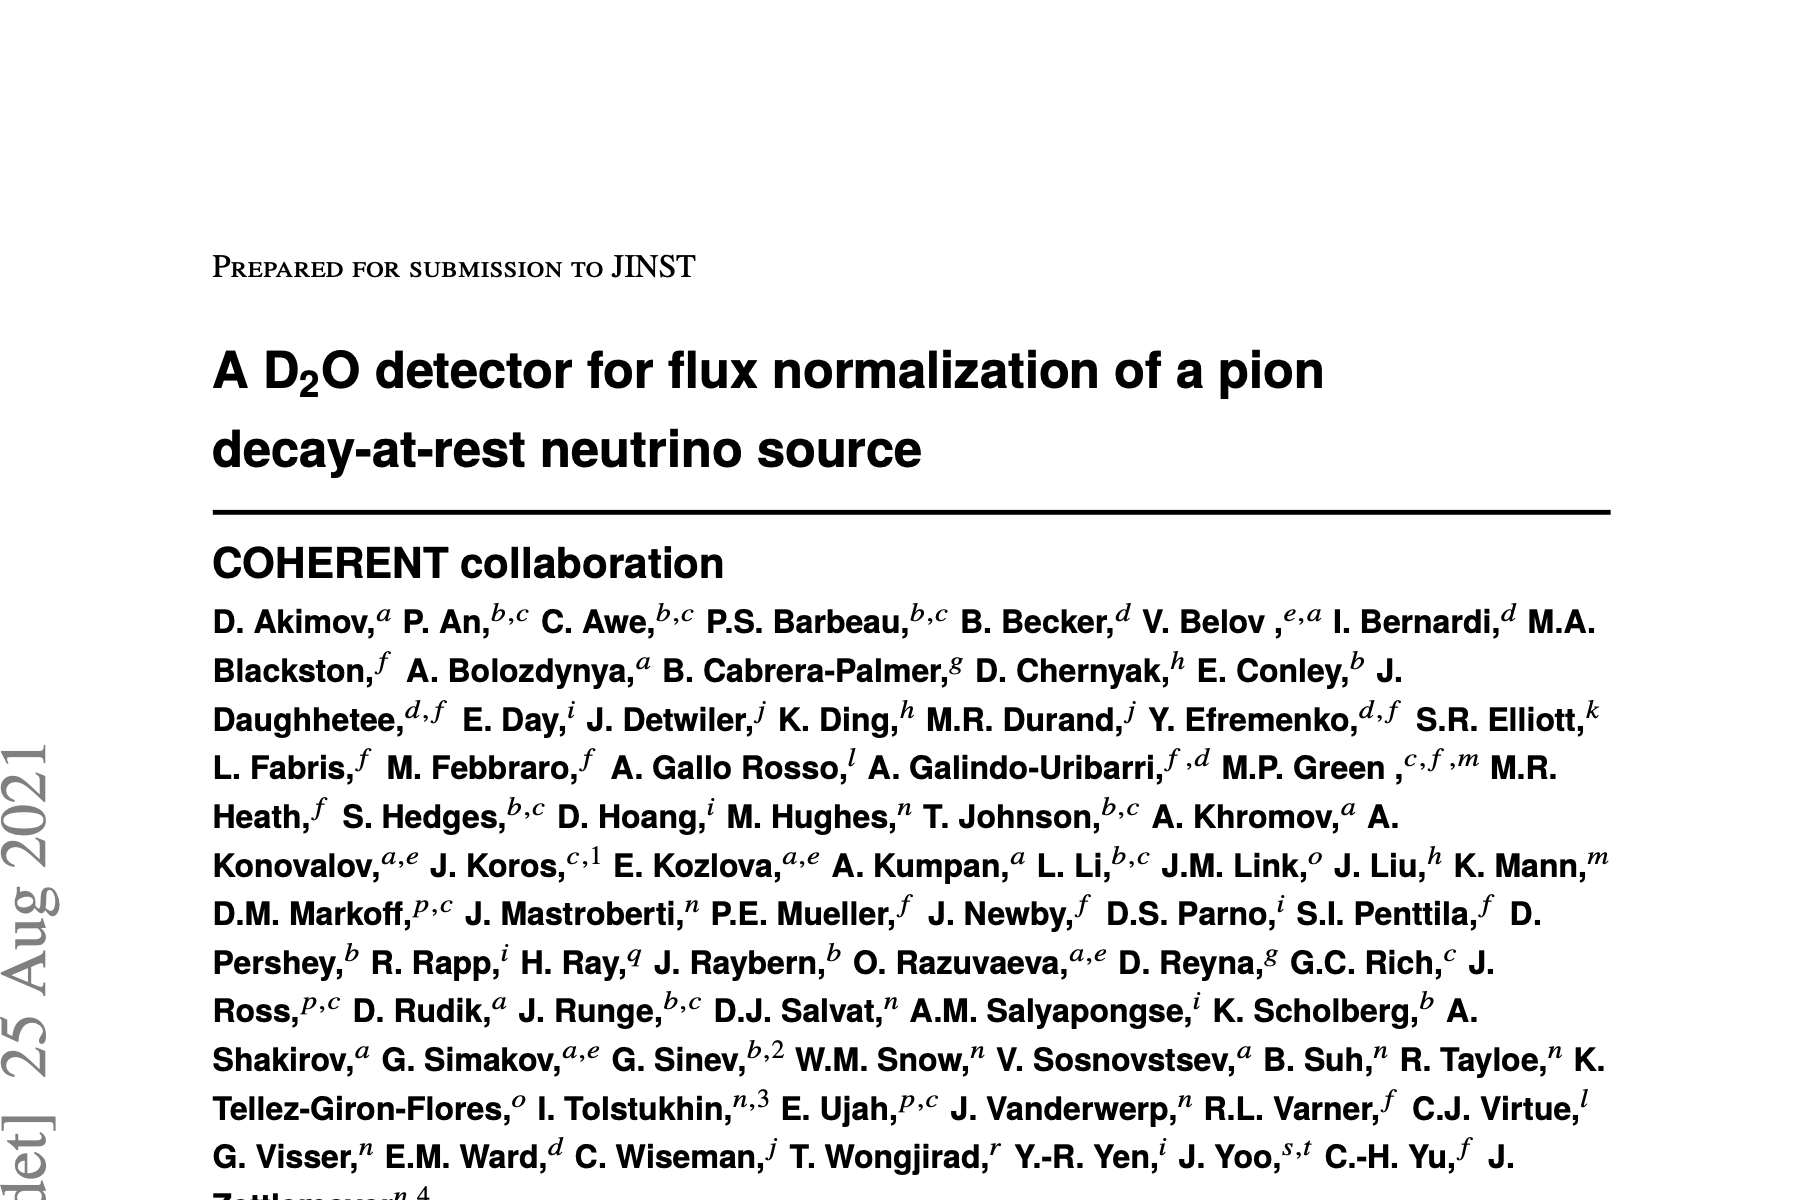 PREPARED FOR SUBMISSION TO JINST
A D₂O detector for flux normalization of a pion
decay-at-rest neutrino source
COHERENT collaboration
D. Akimov,ᵃ P. An,ᵇ,ᶜ C. Awe,ᵇ,ᶜ P.S. Barbeau,ᵇ,ᶜ B. Becker,ᵈ V. Belov ,ᵉ,ᵃ I. Bernardi,ᵈ M.A.
Blackston,ᶠ A. Bolozdynya,ᵃ B. Cabrera-Palmer,ᵍ D. Chernyak,ʰ E. Conley,ᵇ J.
Daughhetee,ᵈ,ᶠ E. Day,ⁱ J. Detwiler,ʲ K. Ding,ʰ M.R. Durand,ʲ Y. Efremenko,ᵈ,ᶠ S.R. Elliott,ᵏ
L. Fabris,ᶠ M. Febbraro,ᶠ A. Gallo Rosso,ˡ A. Galindo-Uribarri,ᶠ,ᵈ M.P. Green ,ᶜ,ᶠ,ᵐ M.R.
Heath,ᶠ S. Hedges,ᵇ,ᶜ D. Hoang,ⁱ M. Hughes,ⁿ T. Johnson,ᵇ,ᶜ A. Khromov,ᵃ A.
Konovalov,ᵃ,ᵉ J. Koros,ᶜ,¹ E. Kozlova,ᵃ,ᵉ A. Kumpan,ᵃ L. Li,ᵇ,ᶜ J.M. Link,ᵒ J. Liu,ʰ K. Mann,ᵐ
D.M. Markoff,ᵖ,ᶜ J. Mastroberti,ⁿ P.E. Mueller,ᶠ J. Newby,ᶠ D.S. Parno,ⁱ S.I. Penttila,ᶠ D.
Pershey,ᵇ R. Rapp,ⁱ H. Ray,𐞥 J. Raybern,ᵇ O. Razuvaeva,ᵃ,ᵉ D. Reyna,ᵍ G.C. Rich,ᶜ J.
Ross,ᵖ,ᶜ D. Rudik,ᵃ J. Runge,ᵇ,ᶜ D.J. Salvat,ⁿ A.M. Salyapongse,ⁱ K. Scholberg,ᵇ A.
Shakirov,ᵃ G. Simakov,ᵃ,ᵉ G. Sinev,ᵇ,² W.M. Snow,ⁿ V. Sosnovstsev,ᵃ B. Suh,ⁿ R. Tayloe,ⁿ K.
Tellez-Giron-Flores,ᵒ I. Tolstukhin,ⁿ,³ E. Ujah,ᵖ,ᶜ J. Vanderwerp,ⁿ R.L. Varner,ᶠ C.J. Virtue,ˡ
G. Visser,ⁿ E.M. Ward,ᵈ C. Wiseman,ʲ T. Wongjirad,ʳ Y.-R. Yen,ⁱ J. Yoo,ˢ,ᵗ C.-H. Yu,ᶠ J.
det] 25 Aug 2021